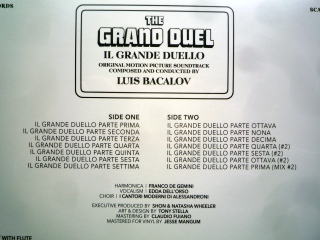 ORDS
SCA
THE
GRAND DUEL
IL GRANDE DUELLO
ORIGINAL MOTION PICTURE SOUNDTRACK
COMPOSED AND CONDUCTED BY
LUIS BACALOV
SIDE ONE
IL GRANDE DUELLO PARTE PRIMA
IL GRANDE DUELLO PARTE SECONDA
IL GRANDE DUELLO PARTE TERZA
IL GRANDE DUELLO PARTE QUARTA
IL GRANDE DUELLO PARTE QUINTA
IL GRANDE DUELLO PARTE SESTA
IL GRANDE DUELLO PARTE SETTIMA
SIDE TWO
IL GRANDE DUELLO PARTE OTTAVA
IL GRANDE DUELLO PARTE NONA
IL GRANDE DUELLO PARTE DECIMA
IL GRANDE DUELLO PARTE QUARTA (#2)
IL GRANDE DUELLO PARTE SESTA (#2)
IL GRANDE DUELLO PARTE OTTAVA (#2)
IL GRANDE DUELLO PARTE PRIMA (MIX #2)
HARMONICA | FRANCO DE GEMINI
VOCALISM | EDDA DELL'ORSO
CHOIR | I CANTORI MODERNI DI ALESSANDRONI
EXECUTIVE PRODUCED BY SHON & NATASHA WHEELER
ART & DESIGN BY TONY STELLA
MASTERING BY CLAUDIO FUIANO
MASTERED FOR VINYL BY JESSE MANGUM
WITH FLUTE